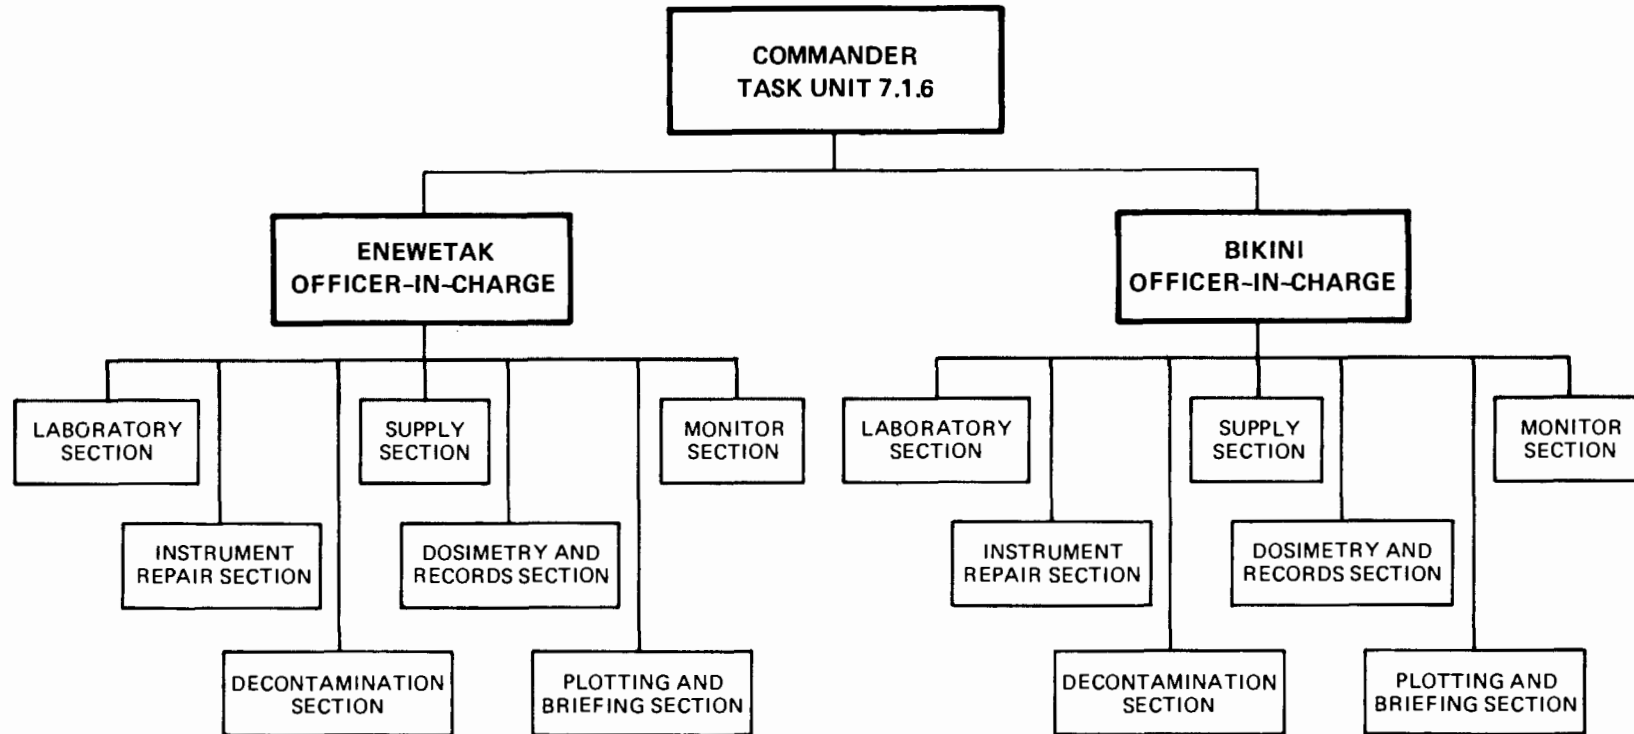 COMMANDER
TASK UNIT 7.1.6
ENEWETAK
OFFICER-IN-CHARGE
BIKINI
OFFICER-IN-CHARGE
LABORATORY
SECTION
SUPPLY
SECTION
MONITOR
SECTION
LABORATORY
SECTION
SUPPLY
SECTION
MONITOR
SECTION
INSTRUMENT
REPAIR SECTION
DOSIMETRY AND
RECORDS SECTION
INSTRUMENT
REPAIR SECTION
DOSIMETRY AND
RECORDS SECTION
DECONTAMINATION
SECTION
PLOTTING AND
BRIEFING SECTION
DECONTAMINATION
SECTION
PLOTTING AND
BRIEFING SECTION